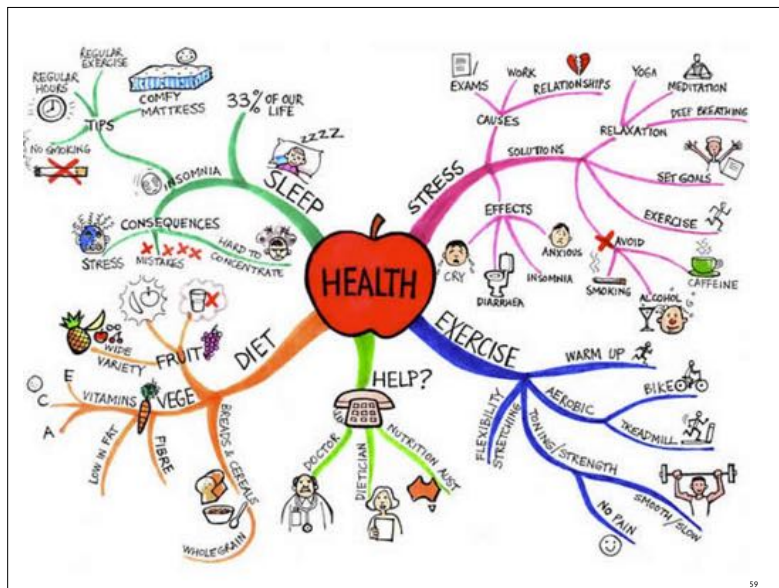 HEALTH
SLEEP
33% OF OUR
LIFE
ZZZZ
INSOMNIA
TIPS
REGULAR
HOURS
REGULAR
EXERCISE
COMFY
MATTRESS
NO SMOKING
CONSEQUENCES
STRESS
MISTAKES
HARD TO
CONCENTRATE
STRESS
CAUSES
EXAMS
WORK
RELATIONSHIPS
SOLUTIONS
RELAXATION
YOGA
MEDITATION
DEEP BREATHING
SET GOALS
EXERCISE
AVOID
SMOKING
ALCOHOL
CAFFEINE
EFFECTS
CRY
DIARRHEA
INSOMNIA
ANXIOUS
EXERCISE
WARM UP
AEROBIC
BIKE
TREADMILL
TONING/STRENGTH
SMOOTH/SLOW
NO PAIN
FLEXIBILITY
STRETCHING
HELP?
DOCTOR
DIETICIAN
NUTRITION AUST
DIET
FRUIT
WIDE
VARIETY
VEGE
VITAMINS
E
C
A
LOW IN FAT
FIBRE
BREADS & CEREALS
WHOLEGRAIN
59